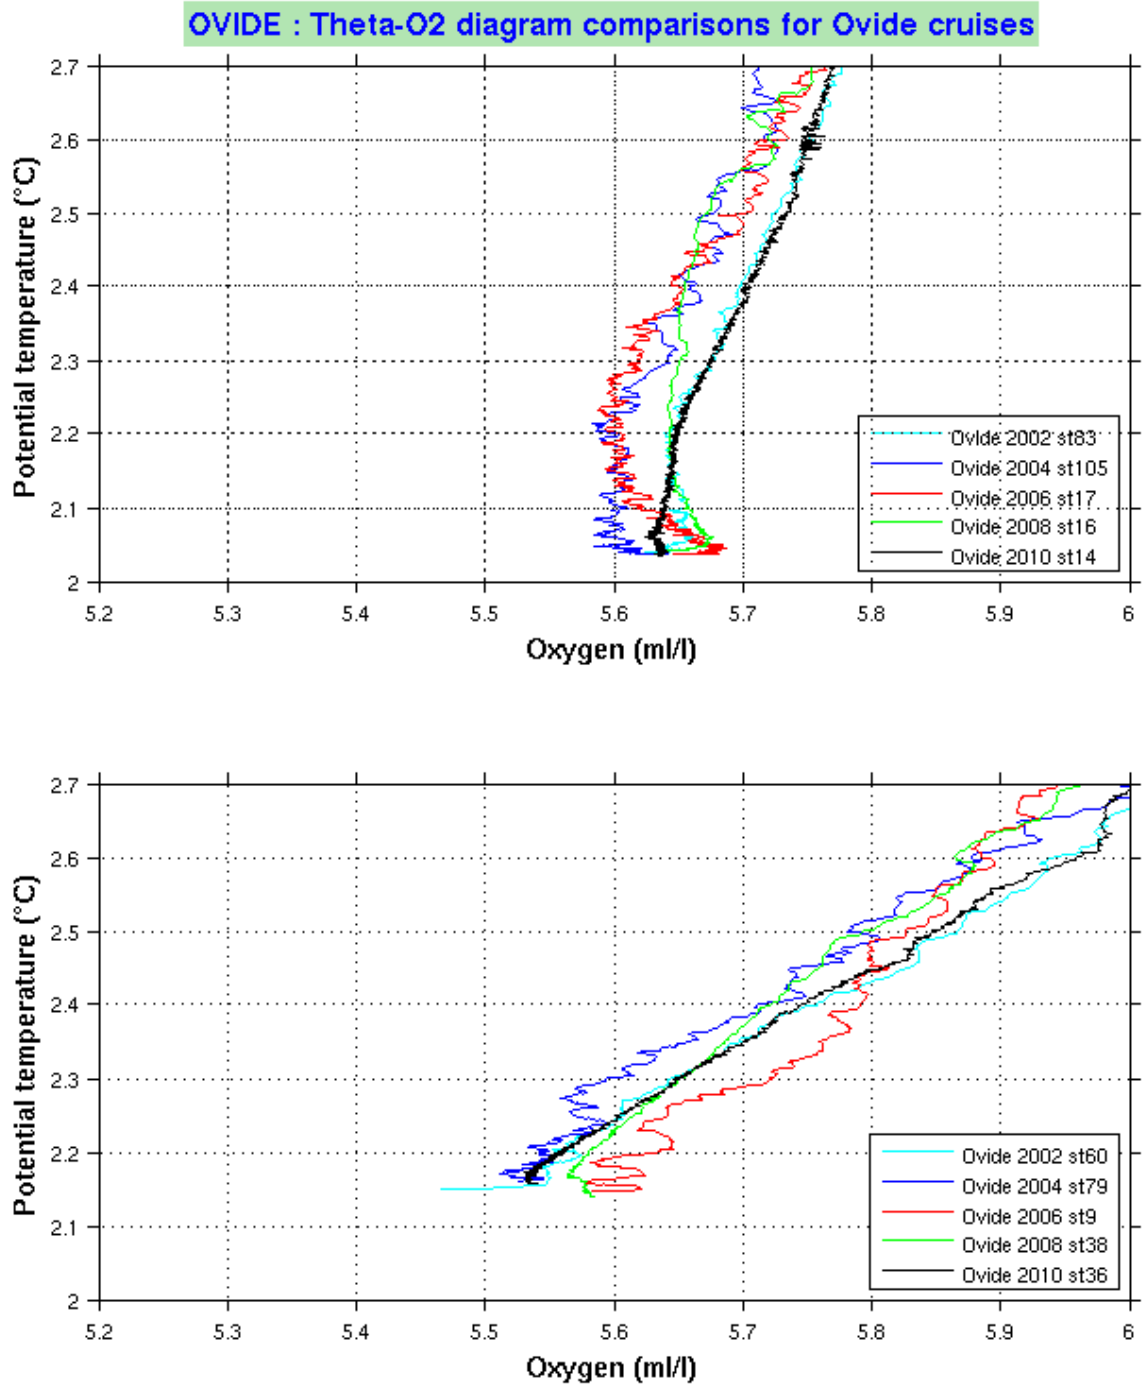 OVIDE : Theta-O2 diagram comparisons for Ovide cruises
2.7
2.6
2.5
2.4
2.3
2.2
2.1
2
Potential temperature (°C)
Ovide 2002 st83
Ovide 2004 st105
Ovide 2006 st17
Ovide 2008 st16
Ovide 2010 st14
5.2 5.3 5.4 5.5 5.6 5.7 5.8 5.9 6
Oxygen (ml/l)
2.7
2.6
2.5
2.4
2.3
2.2
2.1
2
Potential temperature (°C)
Ovide 2002 st60
Ovide 2004 st79
Ovide 2006 st9
Ovide 2008 st38
Ovide 2010 st36
5.2 5.3 5.4 5.5 5.6 5.7 5.8 5.9 6
Oxygen (ml/l)